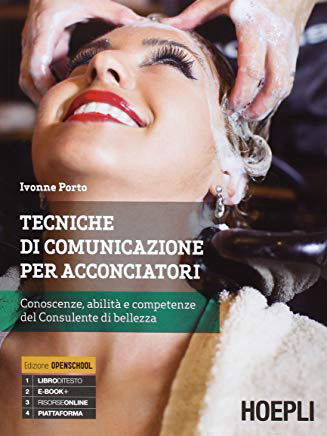 Ivonne Porto
TECNICHE
DI COMUNICAZIONE
PER ACCONCIATORI
Conoscenze, abilità e competenze
del Consulente di bellezza
Edizione OPENSCHOOL
1 LIBRODITESTO
2 E-BOOK+
3 RISORSEONLINE
4 PIATTAFORMA
HOEPLI